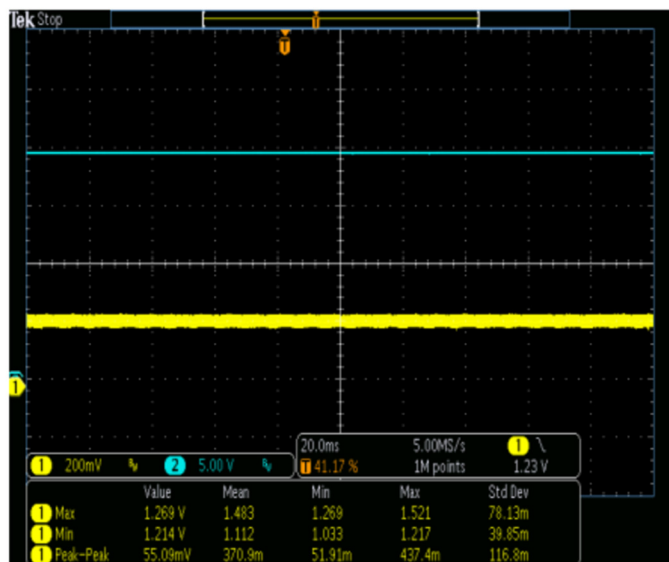 Tek Stop
T
T
1
1 200mV BW 2 5.00 V BW
20.0ms 5.00MS/s 1
T 41.17 % 1M points 1.23 V
Value Mean Min Max Std Dev
1 Max 1.269 V 1.483 1.269 1.521 78.13m
1 Min 1.214 V 1.112 1.033 1.217 39.85m
1 Peak-Peak 55.09mV 370.9m 51.91m 437.4m 116.8m